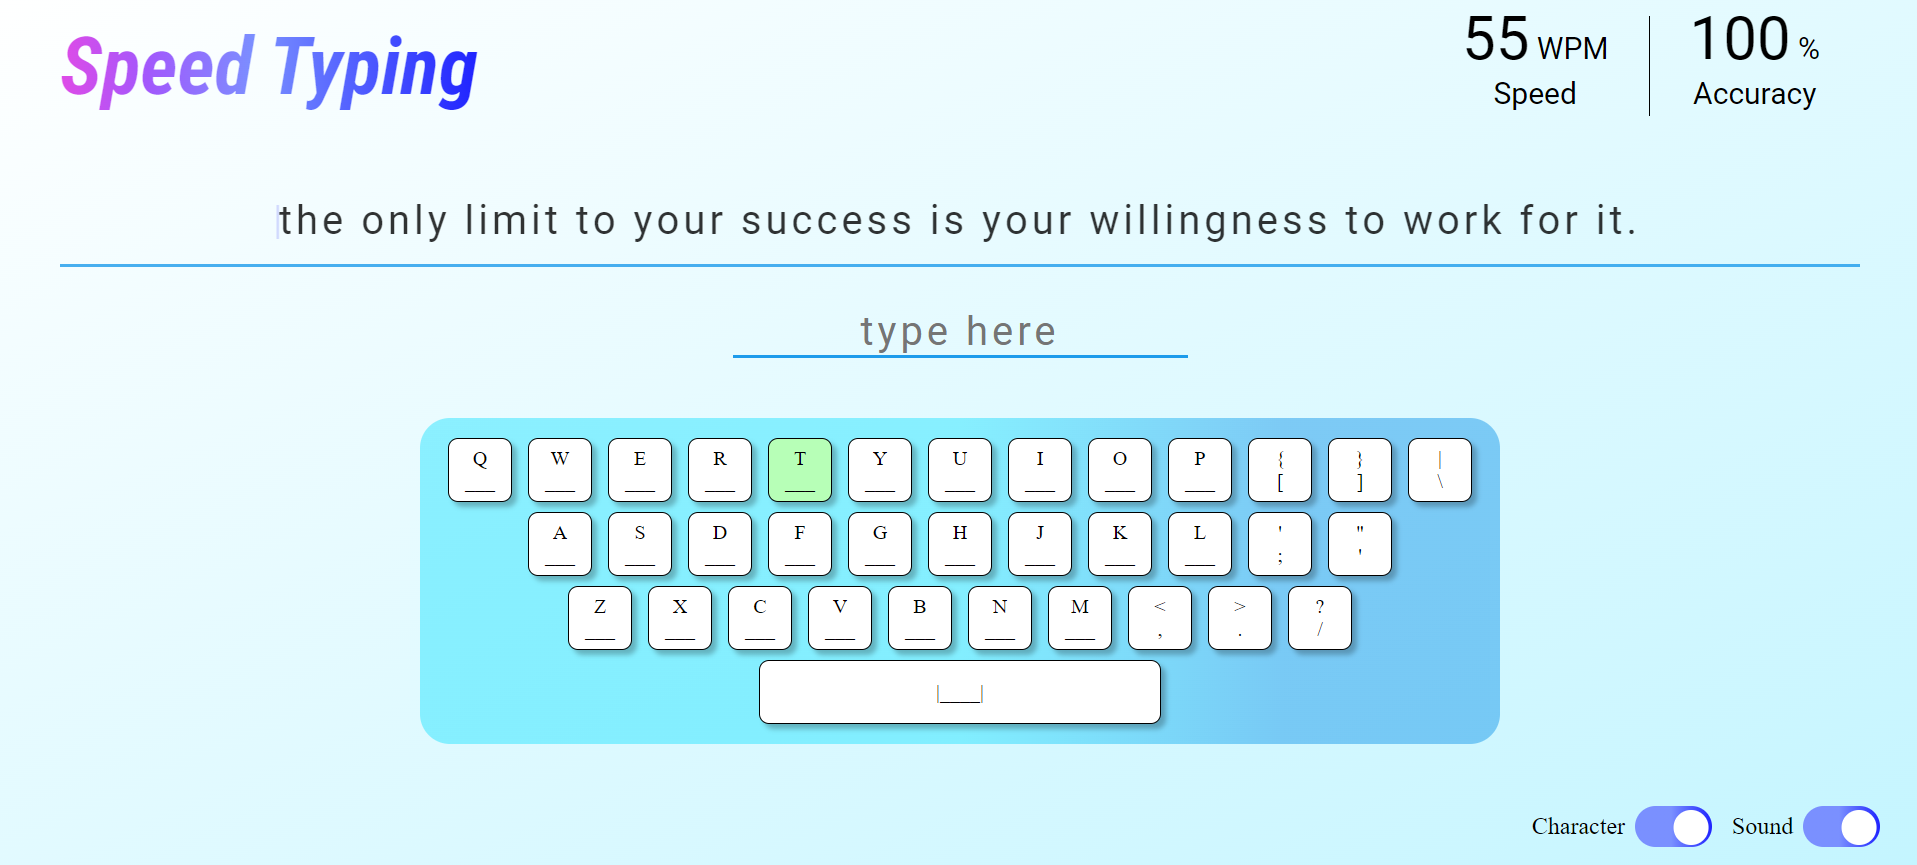 Speed Typing
55 WPM
Speed
100 %
Accuracy
the only limit to your success is your willingness to work for it.
type here
Q W E R T Y U I O P { [ } ] | \
A S D F G H J K L ' ; " '
Z X C V B N M < , > . ? /
|____|
Character Sound